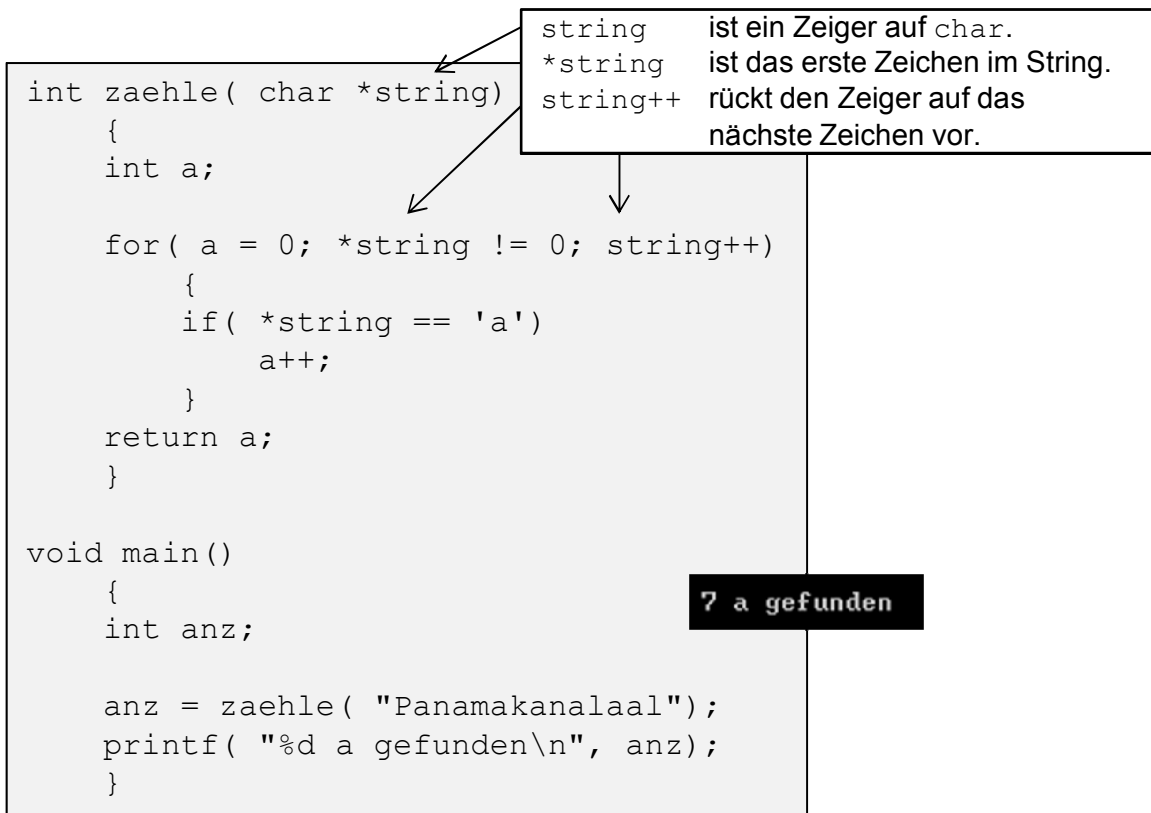 string ist ein Zeiger auf char.
*string ist das erste Zeichen im String.
string++ rückt den Zeiger auf das
nächste Zeichen vor.
int zaehle( char *string)
{
int a;
for( a = 0; *string != 0; string++)
{
if( *string == 'a')
a++;
}
return a;
}
void main()
{
int anz;
anz = zaehle( "Panamakanalaal");
printf( "%d a gefunden\n", anz);
}
7 a gefunden